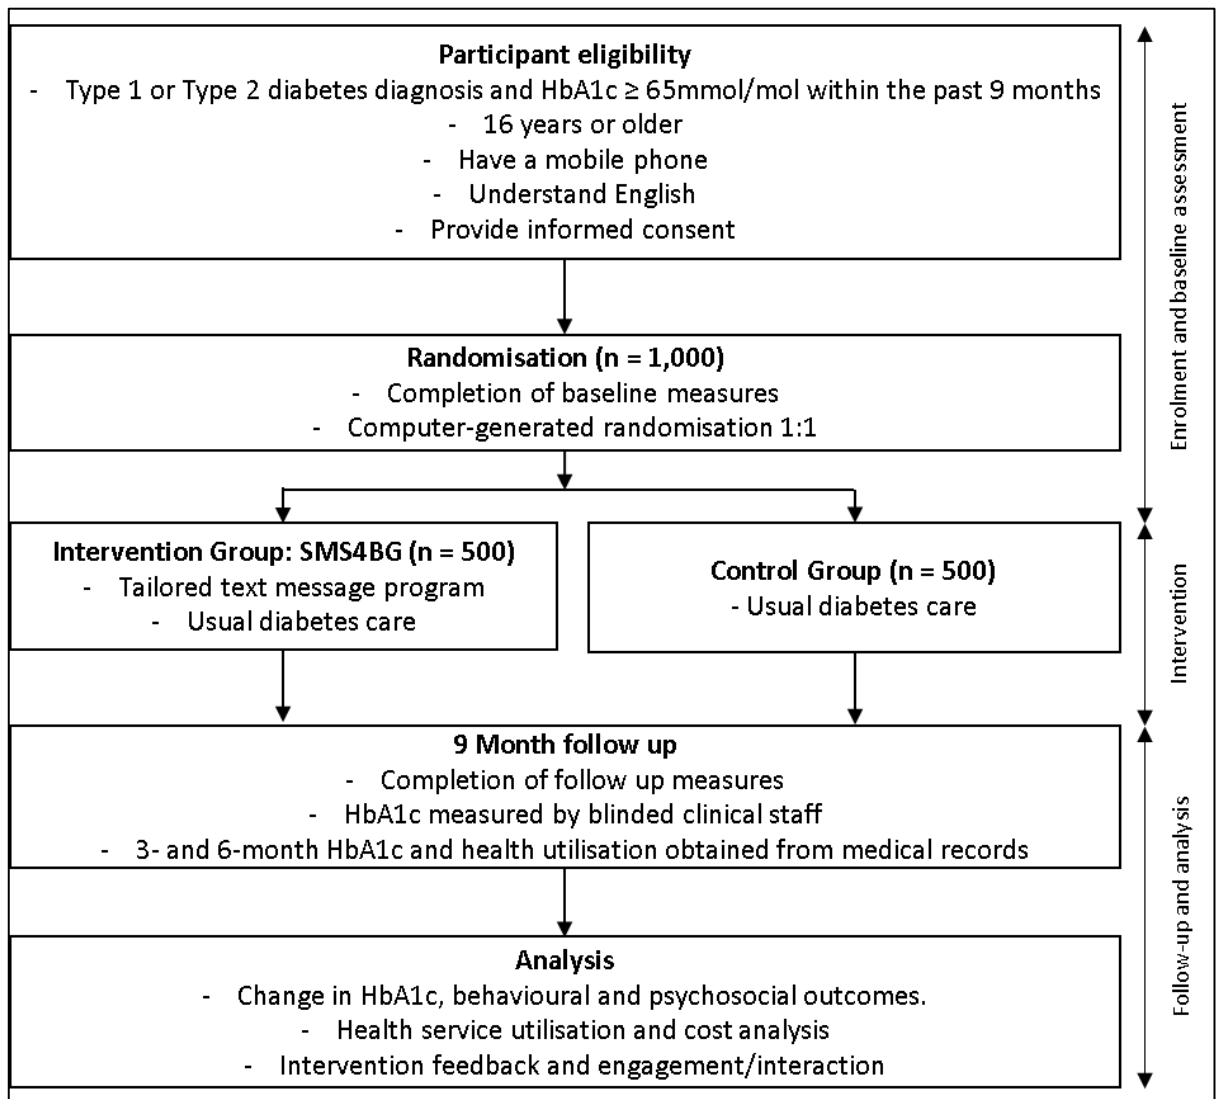 Participant eligibility
- Type 1 or Type 2 diabetes diagnosis and HbA1c ≥ 65mmol/mol within the past 9 months
- 16 years or older
- Have a mobile phone
- Understand English
- Provide informed consent
Enrolment and baseline assessment
Randomisation (n = 1,000)
- Completion of baseline measures
- Computer-generated randomisation 1:1
Intervention Group: SMS4BG (n = 500)
- Tailored text message program
- Usual diabetes care
Control Group (n = 500)
- Usual diabetes care
Intervention
9 Month follow up
- Completion of follow up measures
- HbA1c measured by blinded clinical staff
- 3- and 6-month HbA1c and health utilisation obtained from medical records
Follow-up and analysis
Analysis
- Change in HbA1c, behavioural and psychosocial outcomes.
- Health service utilisation and cost analysis
- Intervention feedback and engagement/interaction